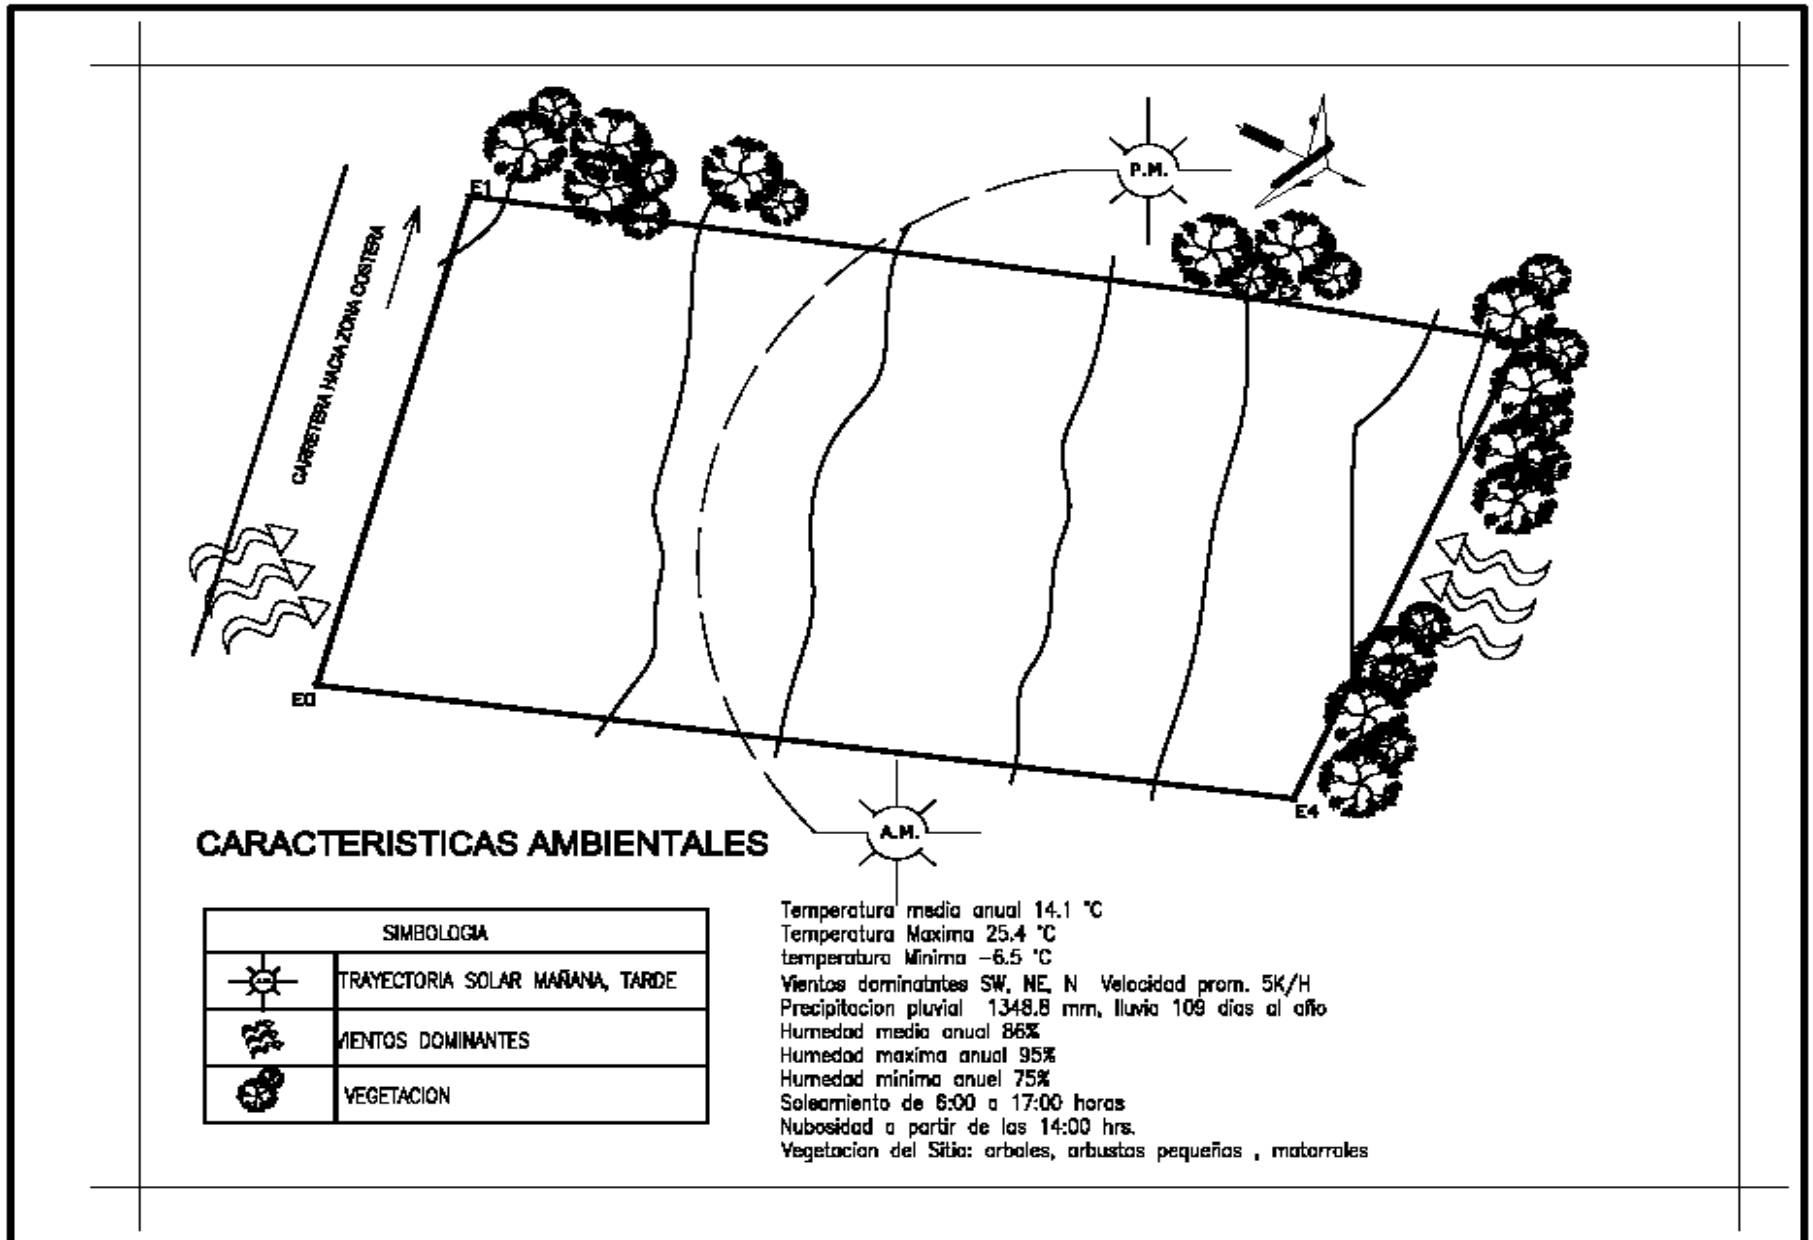 P.M.
E1
CARRETERA HACIA ZONA COSTERA
E2
E0
E4
A.M.
CARACTERISTICAS AMBIENTALES
SIMBOLOGIA
TRAYECTORIA SOLAR MAÑANA, TARDE
VIENTOS DOMINANTES
VEGETACION
Temperatura media anual 14.1 °C
Temperatura Maxima 25.4 °C
temperatura Minima -6.5 °C
Vientos dominatntes SW, NE, N Velocidad prom. 5K/H
Precipitacion pluvial 1348.8 mm, lluvia 109 dias al año
Humedad media anual 86%
Humedad maxima anual 95%
Humedad minima anuel 75%
Soleamiento de 6:00 a 17:00 horas
Nubosidad a partir de las 14:00 hrs.
Vegetacion del Sitio: arboles, arbustos pequeños , matorrales